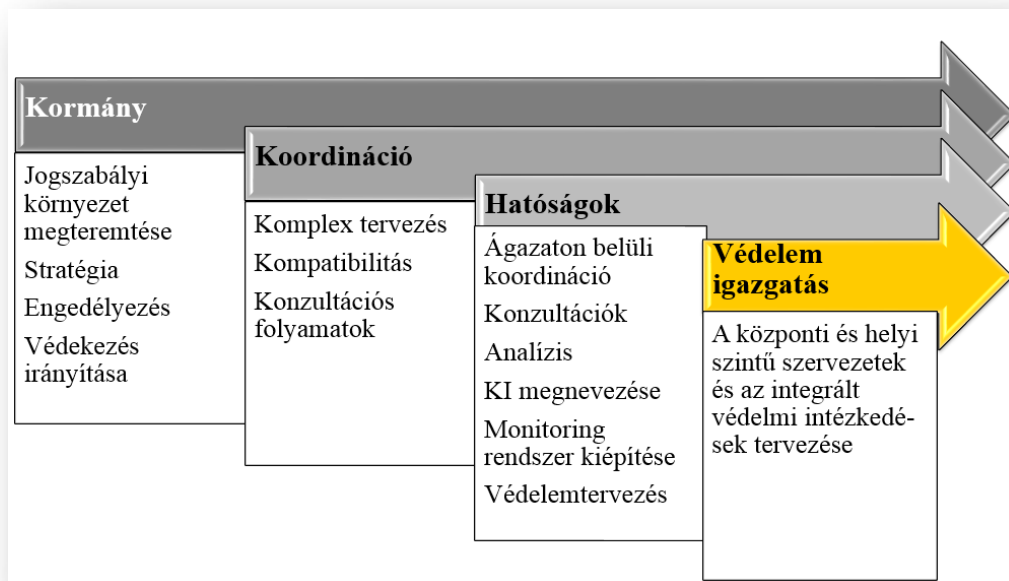 Kormány
Jogszabályi
környezet
megteremtése
Stratégia
Engedélyezés
Védekezés
irányítása
Koordináció
Komplex tervezés
Kompatibilitás
Konzultációs
folyamatok
Hatóságok
Ágazaton belüli
koordináció
Konzultációk
Analízis
KI megnevezése
Monitoring
rendszer kiépítése
Védelemtervezés
Védelem
igazgatás
A központi és helyi
szintű szervezetek
és az integrált
védelmi intézkedé-
sek tervezése